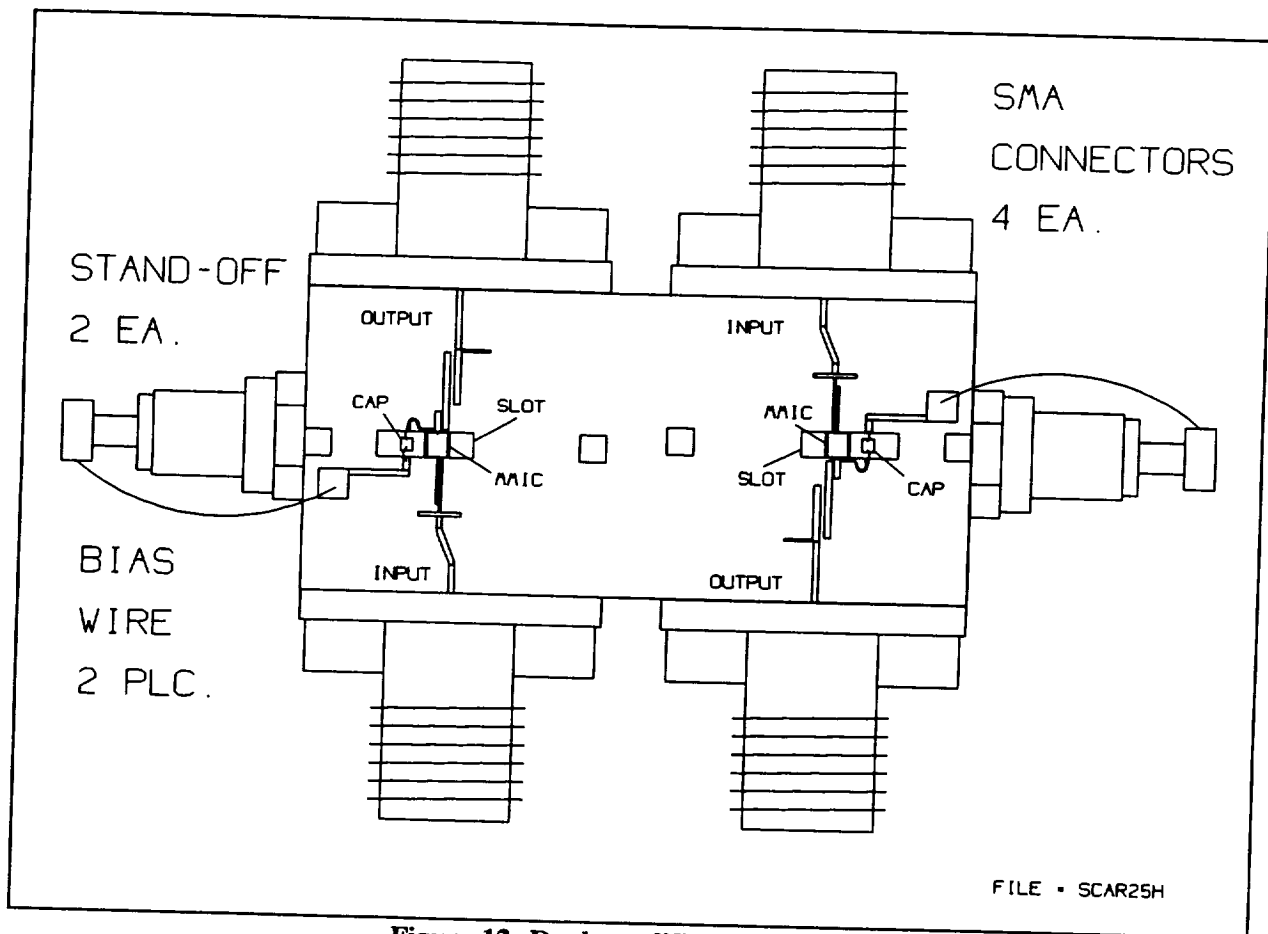 SMA
CONNECTORS
4 EA.
STAND-OFF
2 EA.
OUTPUT
INPUT
CAP
SLOT
MMIC
MMIC
SLOT
CAP
BIAS
WIRE
2 PLC.
INPUT
OUTPUT
FILE = SCAR25H